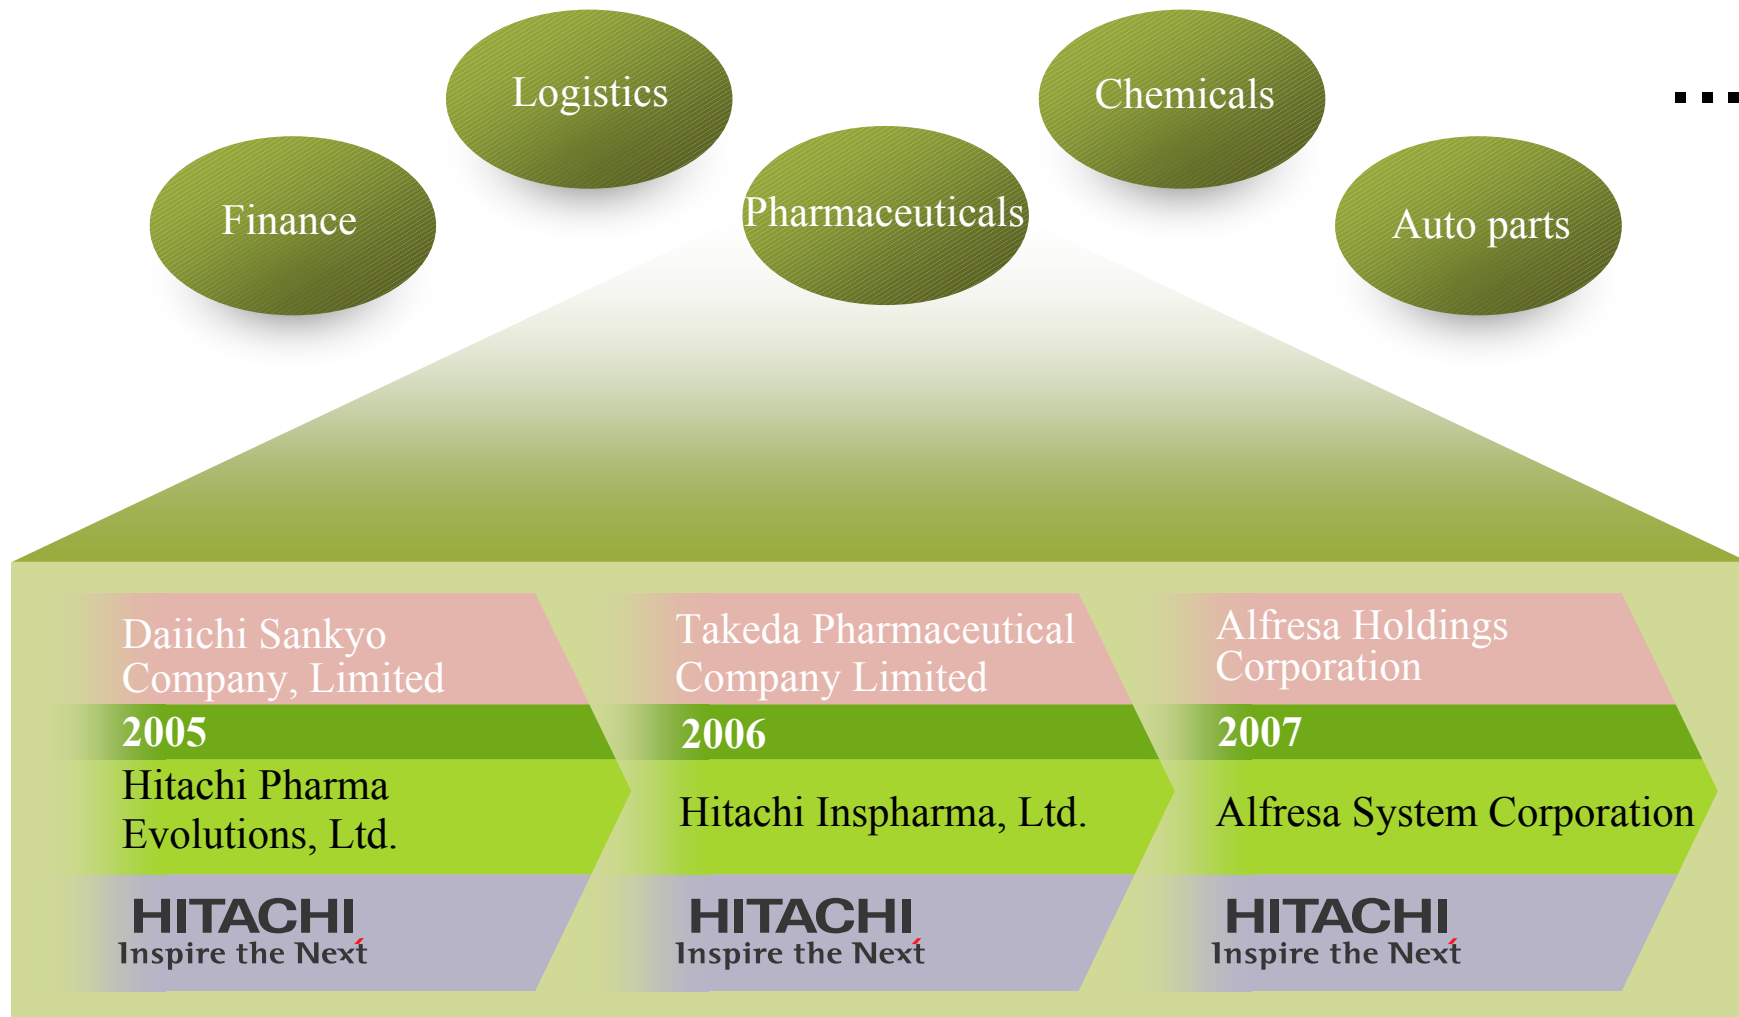 Logistics
Chemicals
...
Finance
Pharmaceuticals
Auto parts
Daiichi Sankyo
Company, Limited
2005
Hitachi Pharma
Evolutions, Ltd.
HITACHI
Inspire the Next
Takeda Pharmaceutical
Company Limited
2006
Hitachi Inspharma, Ltd.
HITACHI
Inspire the Next
Alfresa Holdings
Corporation
2007
Alfresa System Corporation
HITACHI
Inspire the Next